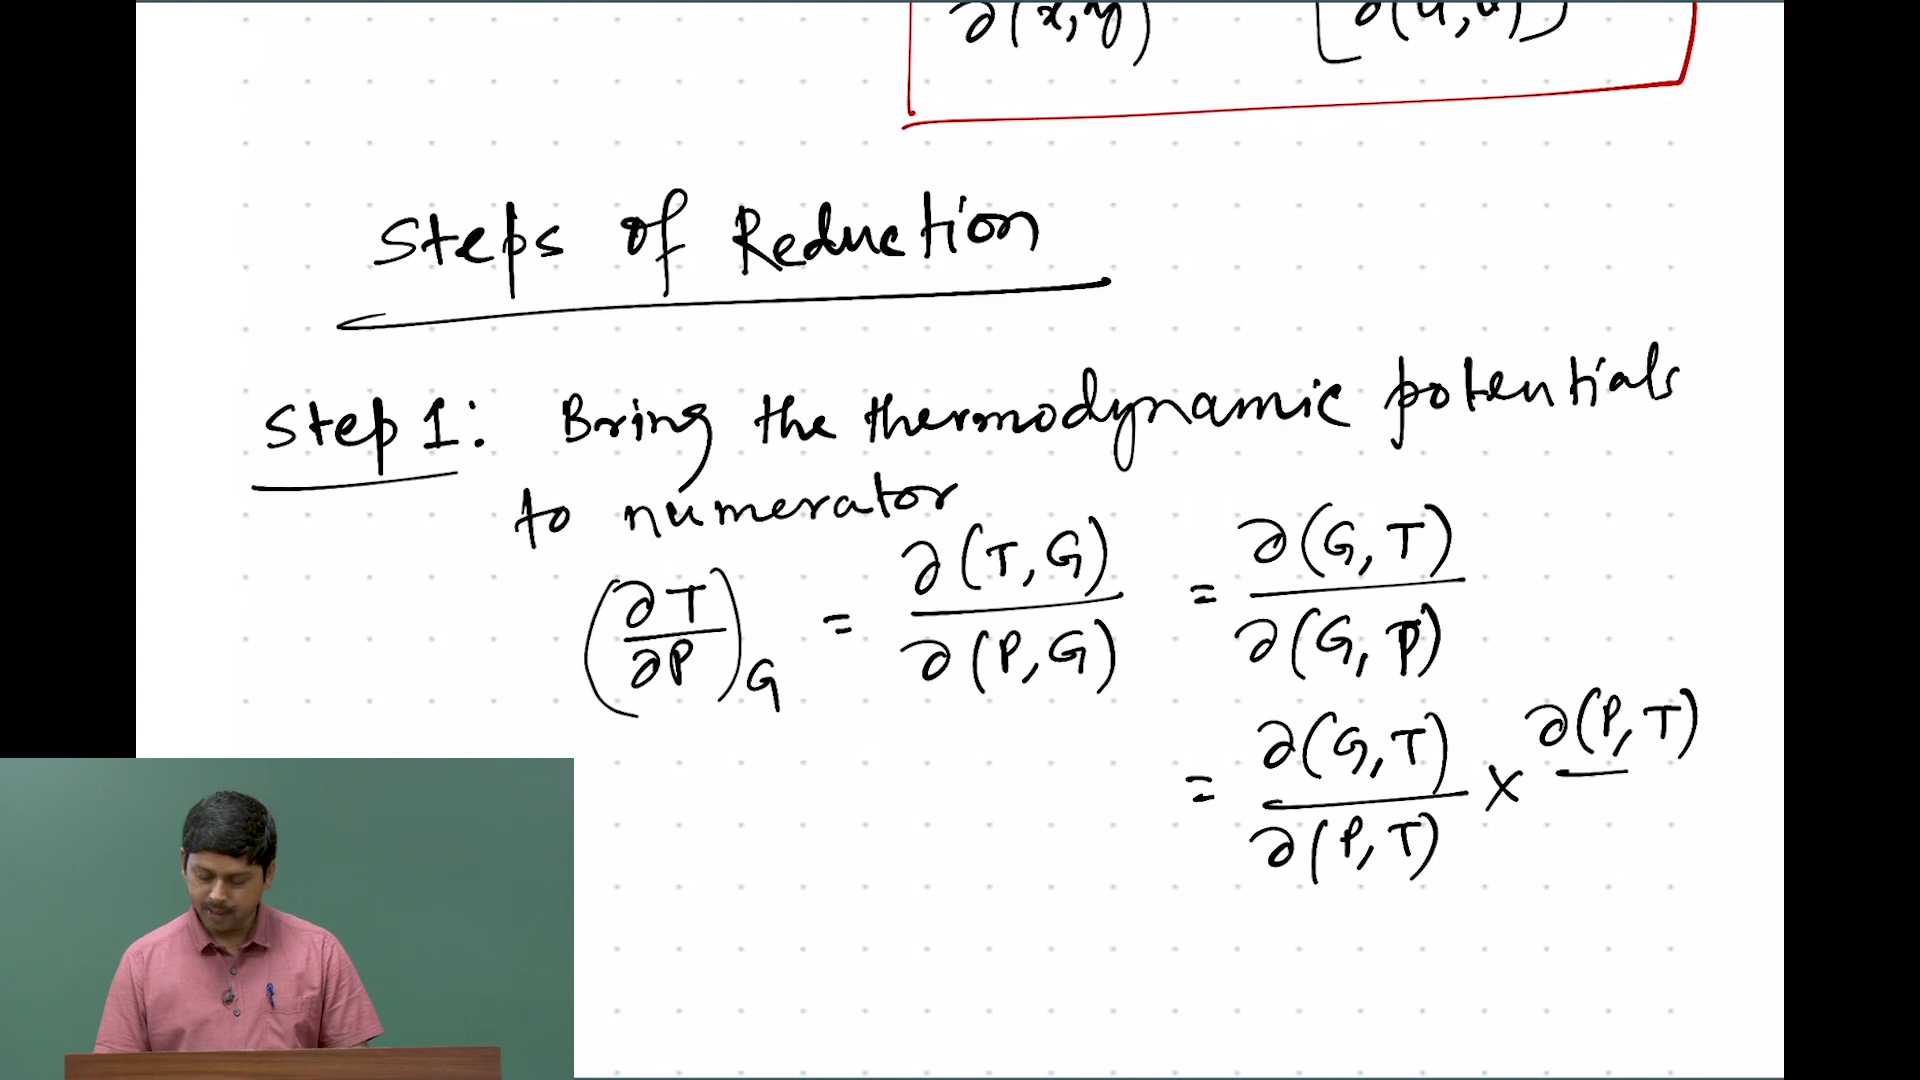 ∂(x,y) [∂(u,v)]
Steps of Reduction
Step 1: Bring the thermodynamic potentials
to numerator
(∂T/∂P)_G = ∂(T,G)/∂(P,G) = ∂(G,T)/∂(G,P)
= ∂(G,T)/∂(P,T) × ∂(P,T)